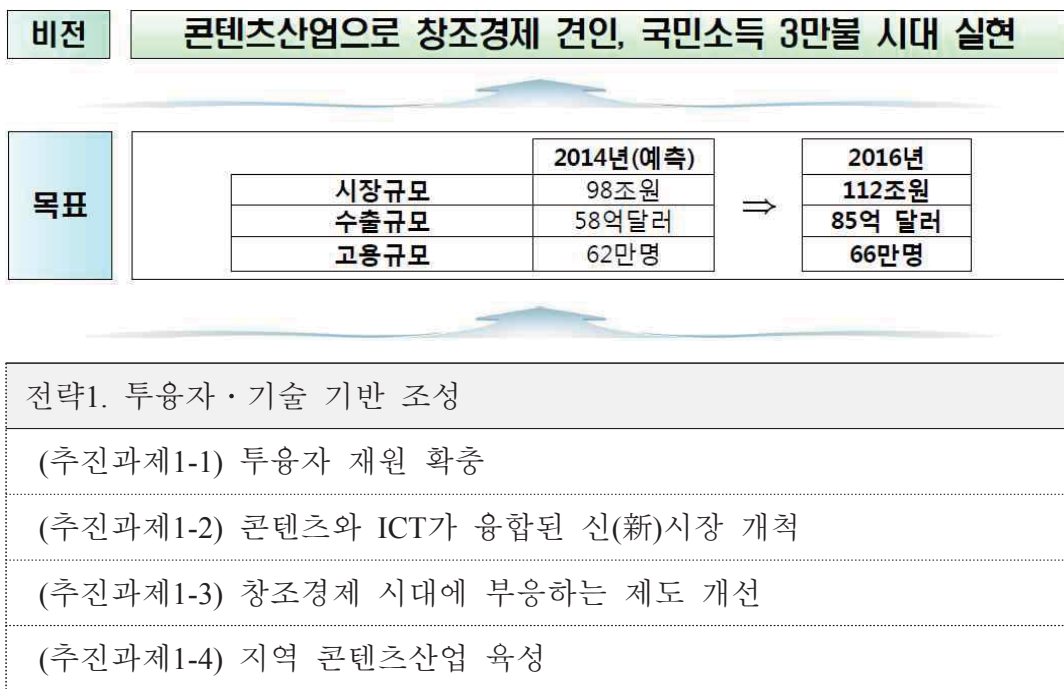 비전
콘텐츠산업으로 창조경제 견인, 국민소득 3만불 시대 실현
목표
2014년(예측) 2016년
시장규모 98조원 ⇒ 112조원
수출규모 58억달러 85억 달러
고용규모 62만명 66만명
전략1. 투융자・기술 기반 조성
(추진과제1-1) 투융자 재원 확충
(추진과제1-2) 콘텐츠와 ICT가 융합된 신(新)시장 개척
(추진과제1-3) 창조경제 시대에 부응하는 제도 개선
(추진과제1-4) 지역 콘텐츠산업 육성